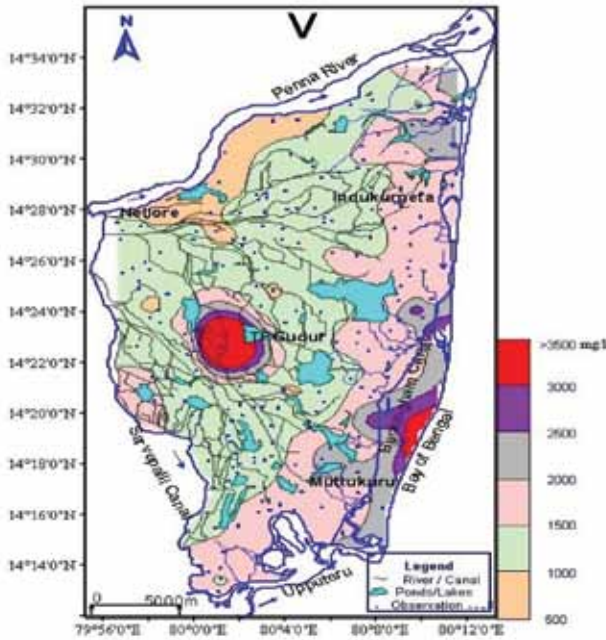 N
V
14°34'0"N
14°32'0"N
14°30'0"N
14°28'0"N
14°26'0"N
14°24'0"N
14°22'0"N
14°20'0"N
14°18'0"N
14°16'0"N
14°14'0"N
Penna River
Nellore
Indukurpeta
T.P.Gudur
Bay of Bengal
Sarvepalli Canal
Muttukuru
Upputeru
>3500 mg/l
3000
2500
2000
1500
1000
500
Legend
River / Canal
Ponds/Lakes
Observation
0 5000 m
79°56'0"E 80°0'0"E 80°4'0"E 80°8'0"E 80°12'0"E